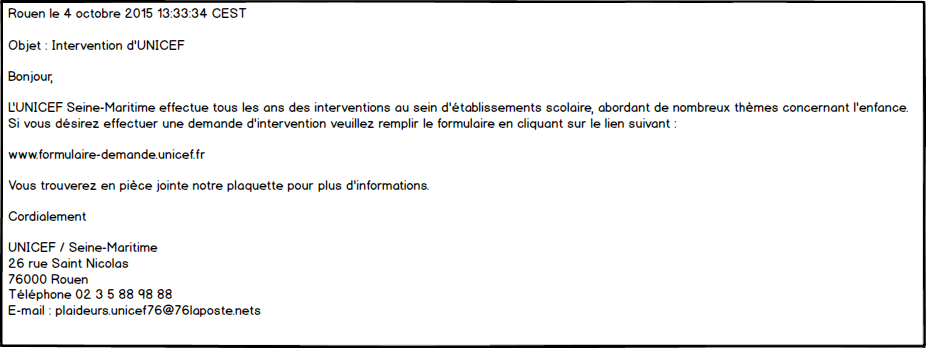 Rouen le 4 octobre 2015 13:33:34 CEST
Objet : Intervention d'UNICEF
Bonjour,
L'UNICEF Seine-Maritime effectue tous les ans des interventions au sein d'établissements scolaire, abordant de nombreux thèmes concernant l'enfance.
Si vous désirez effectuer une demande d'intervention veuillez remplir le formulaire en cliquant sur le lien suivant :
www.formulaire-demande.unicef.fr
Vous trouverez en pièce jointe notre plaquette pour plus d'informations.
Cordialement
UNICEF / Seine-Maritime
26 rue Saint Nicolas
76000 Rouen
Téléphone 02 3 5 88 98 88
E-mail : plaideurs.unicef76@76laposte.nets